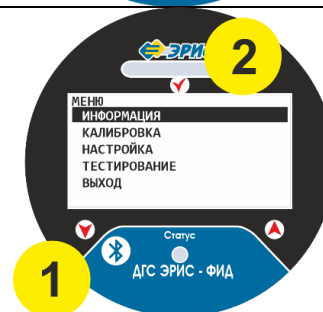 ЭРИС
2
МЕНЮ
ИНФОРМАЦИЯ
КАЛИБРОВКА
НАСТРОЙКА
ТЕСТИРОВАНИЕ
ВЫХОД
Статус
ДГС ЭРИС - ФИД
1